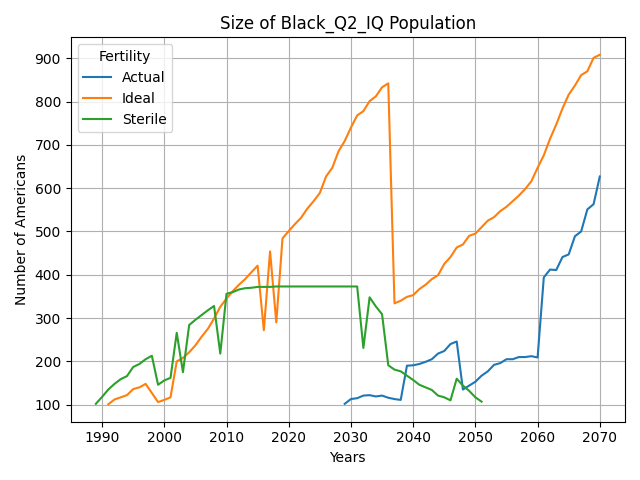 Size of Black_Q2_IQ Population
Fertility
Actual
Ideal
Sterile
Number of Americans
900
800
700
600
500
400
300
200
100
1990 2000 2010 2020 2030 2040 2050 2060 2070
Years